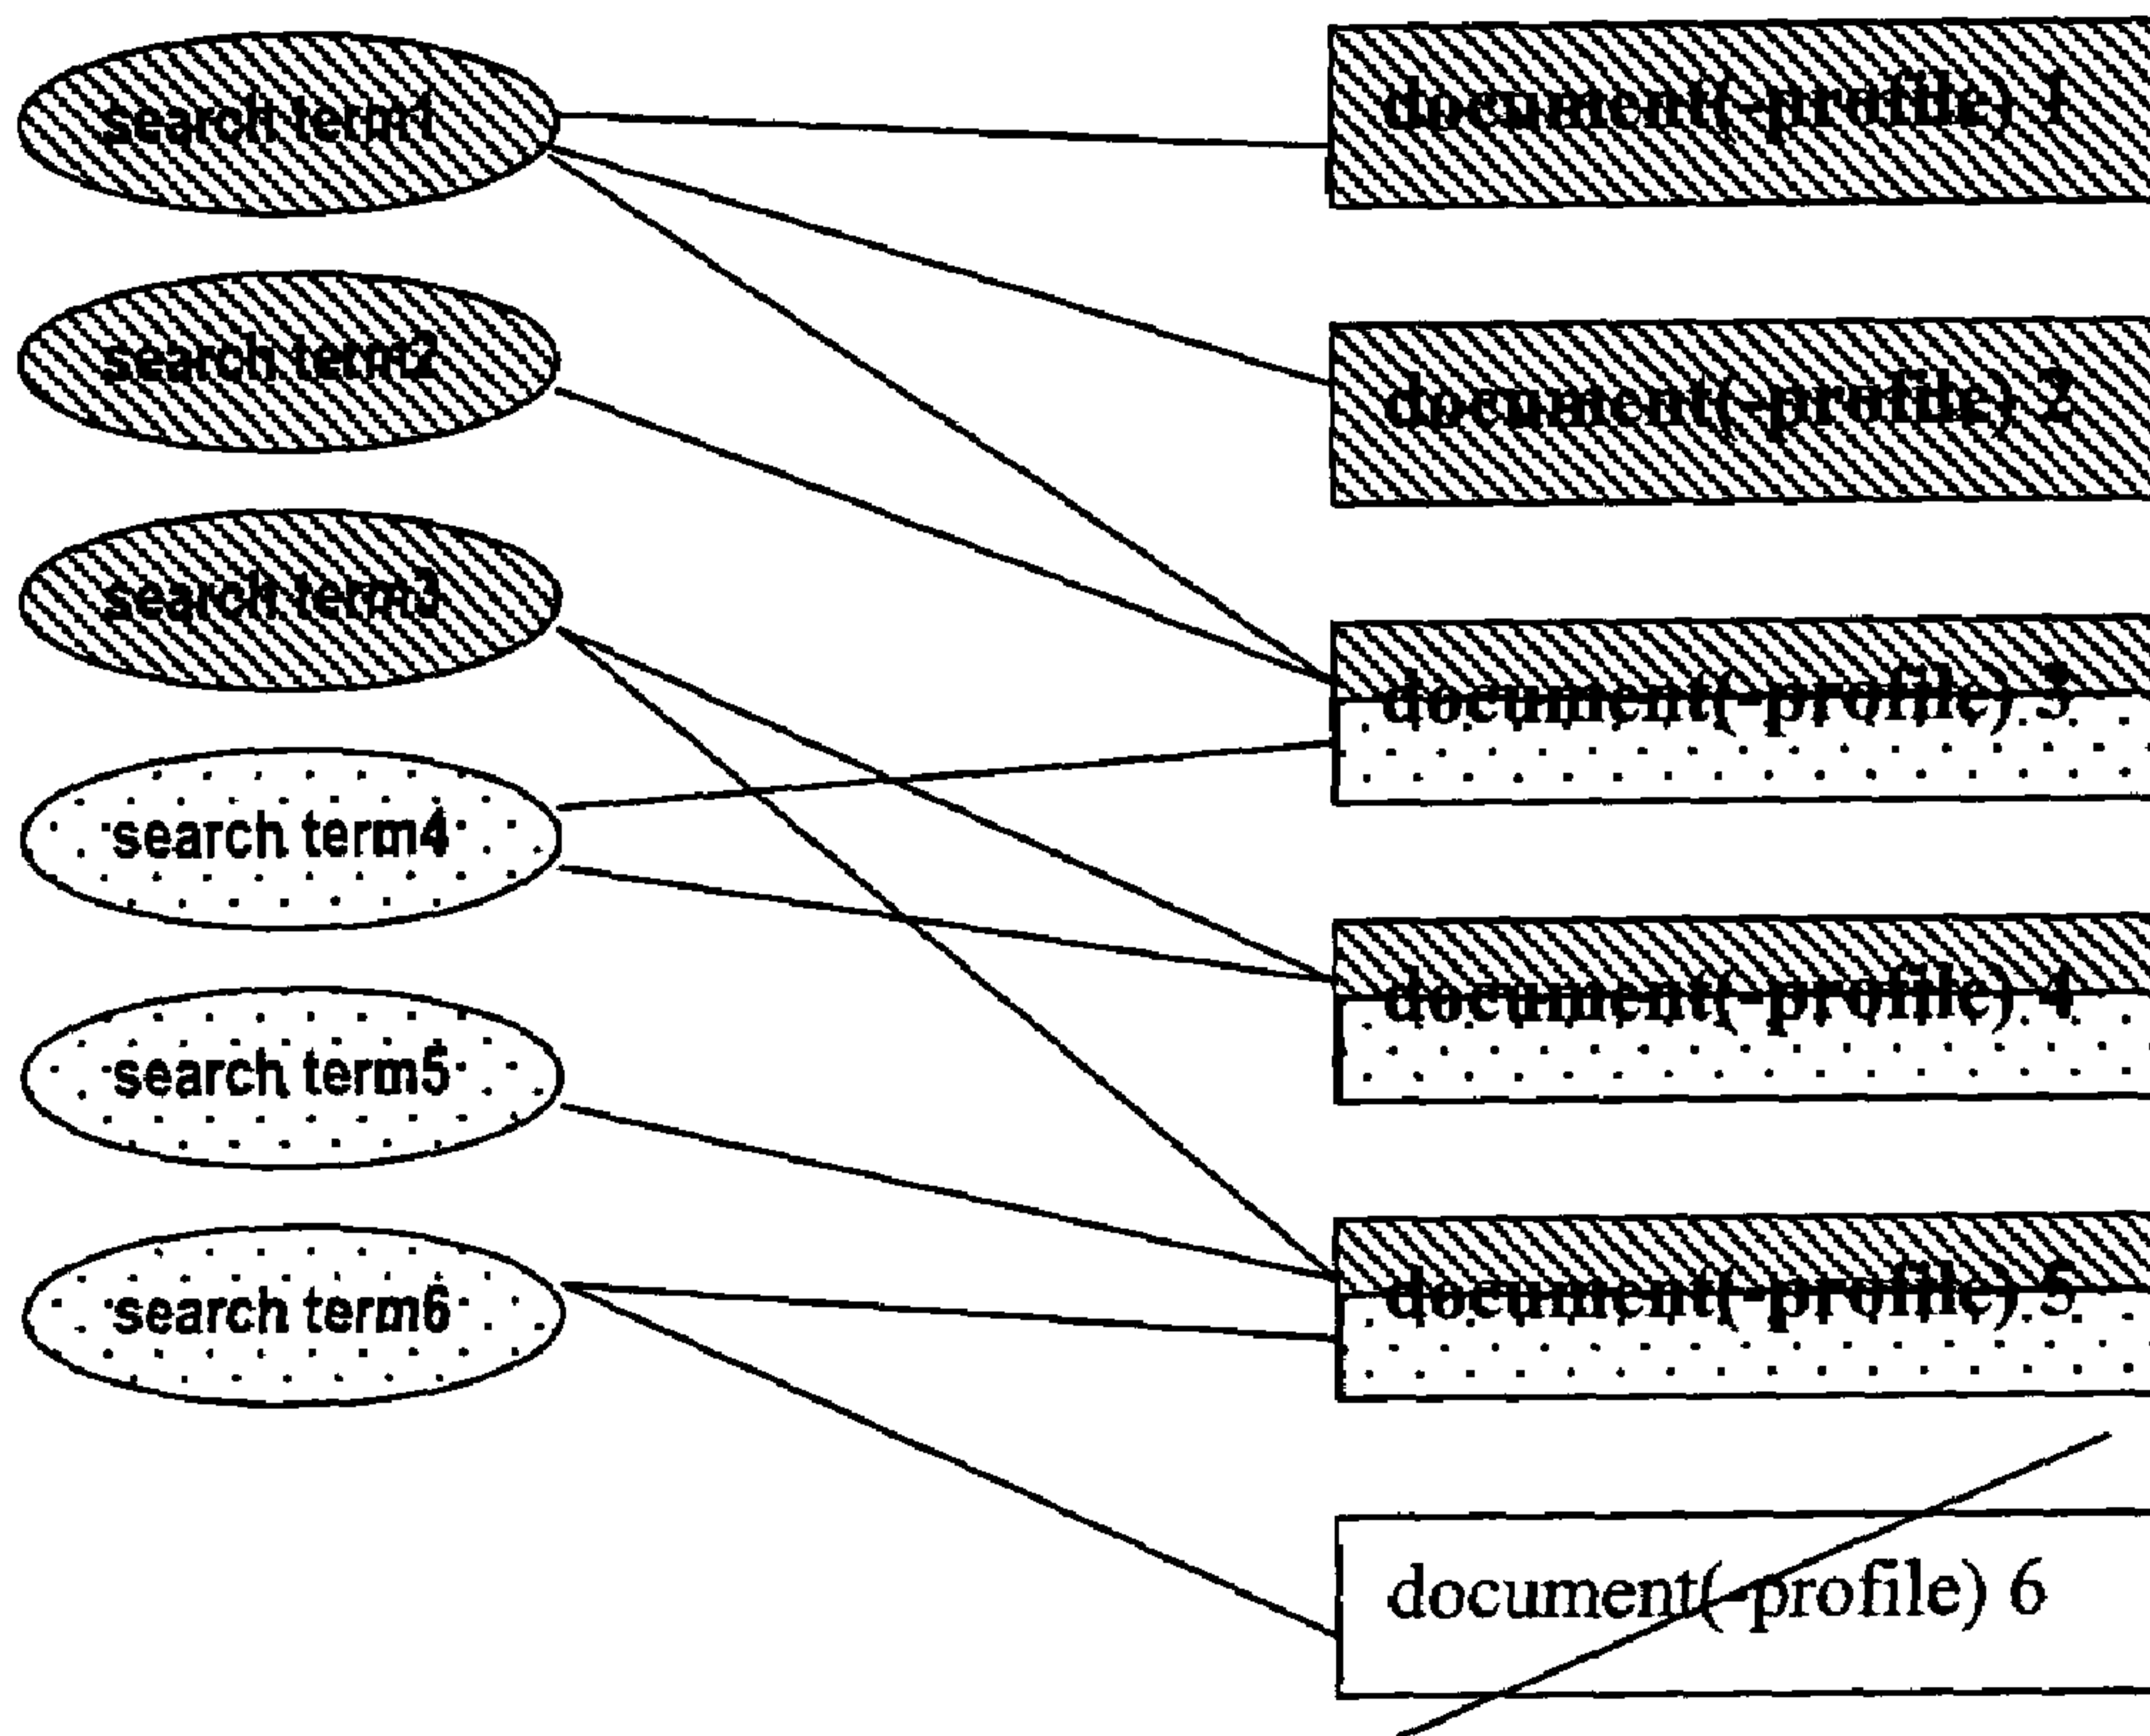 search term1
document(-profile) 1
search term2
document(-profile) 2
search term3
document(-profile) 3
search term4
document(-profile) 4
search term5
document(-profile) 5
search term6
document(-profile) 6